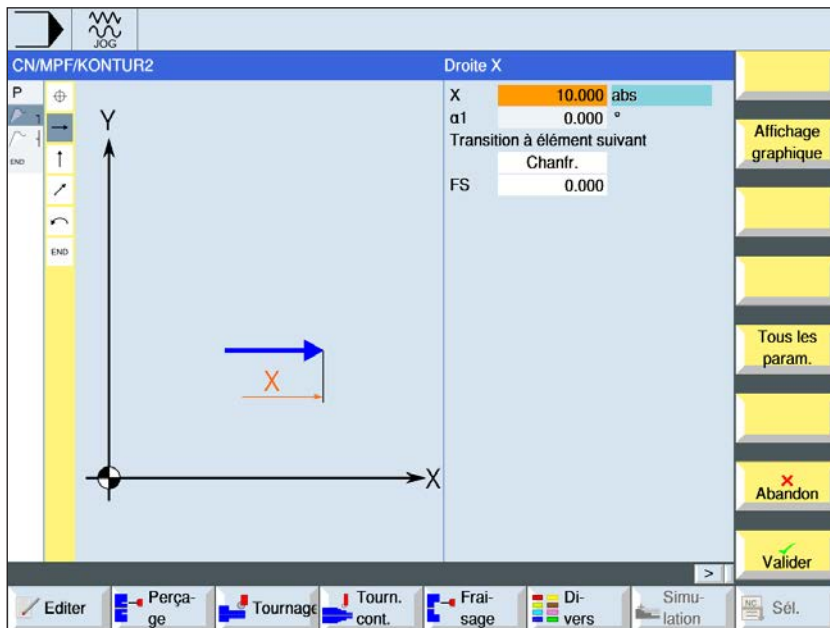 JOG
CN/MPF/KONTUR2
Droite X
P
END
END
Y
X
X
X 10.000 abs
α1 0.000 °
Transition à élément suivant
Chanfr.
FS 0.000
Affichage
graphique
Tous les
param.
Abandon
Valider
>
Editer
Perça-
ge
Tournage
Tourn.
cont.
Frai-
sage
Di-
vers
Simu-
lation
NC
Sél.